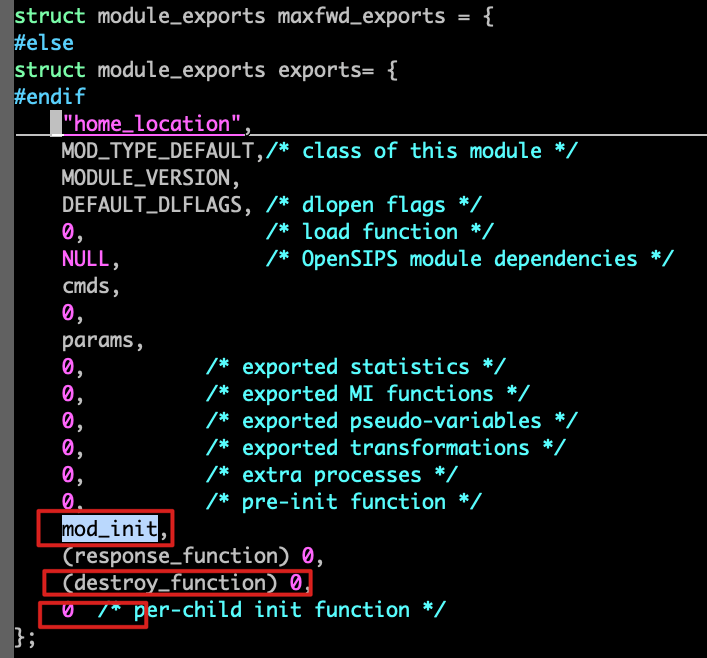 struct module_exports maxfwd_exports = {
#else
struct module_exports exports= {
#endif
"home_location",
MOD_TYPE_DEFAULT,/* class of this module */
MODULE_VERSION,
DEFAULT_DLFLAGS, /* dlopen flags */
0, /* load function */
NULL, /* OpenSIPS module dependencies */
cmds,
0,
params,
0, /* exported statistics */
0, /* exported MI functions */
0, /* exported pseudo-variables */
0, /* exported transformations */
0, /* extra processes */
0, /* pre-init function */
mod_init,
(response_function) 0,
(destroy_function) 0,
0 /* per-child init function */
};